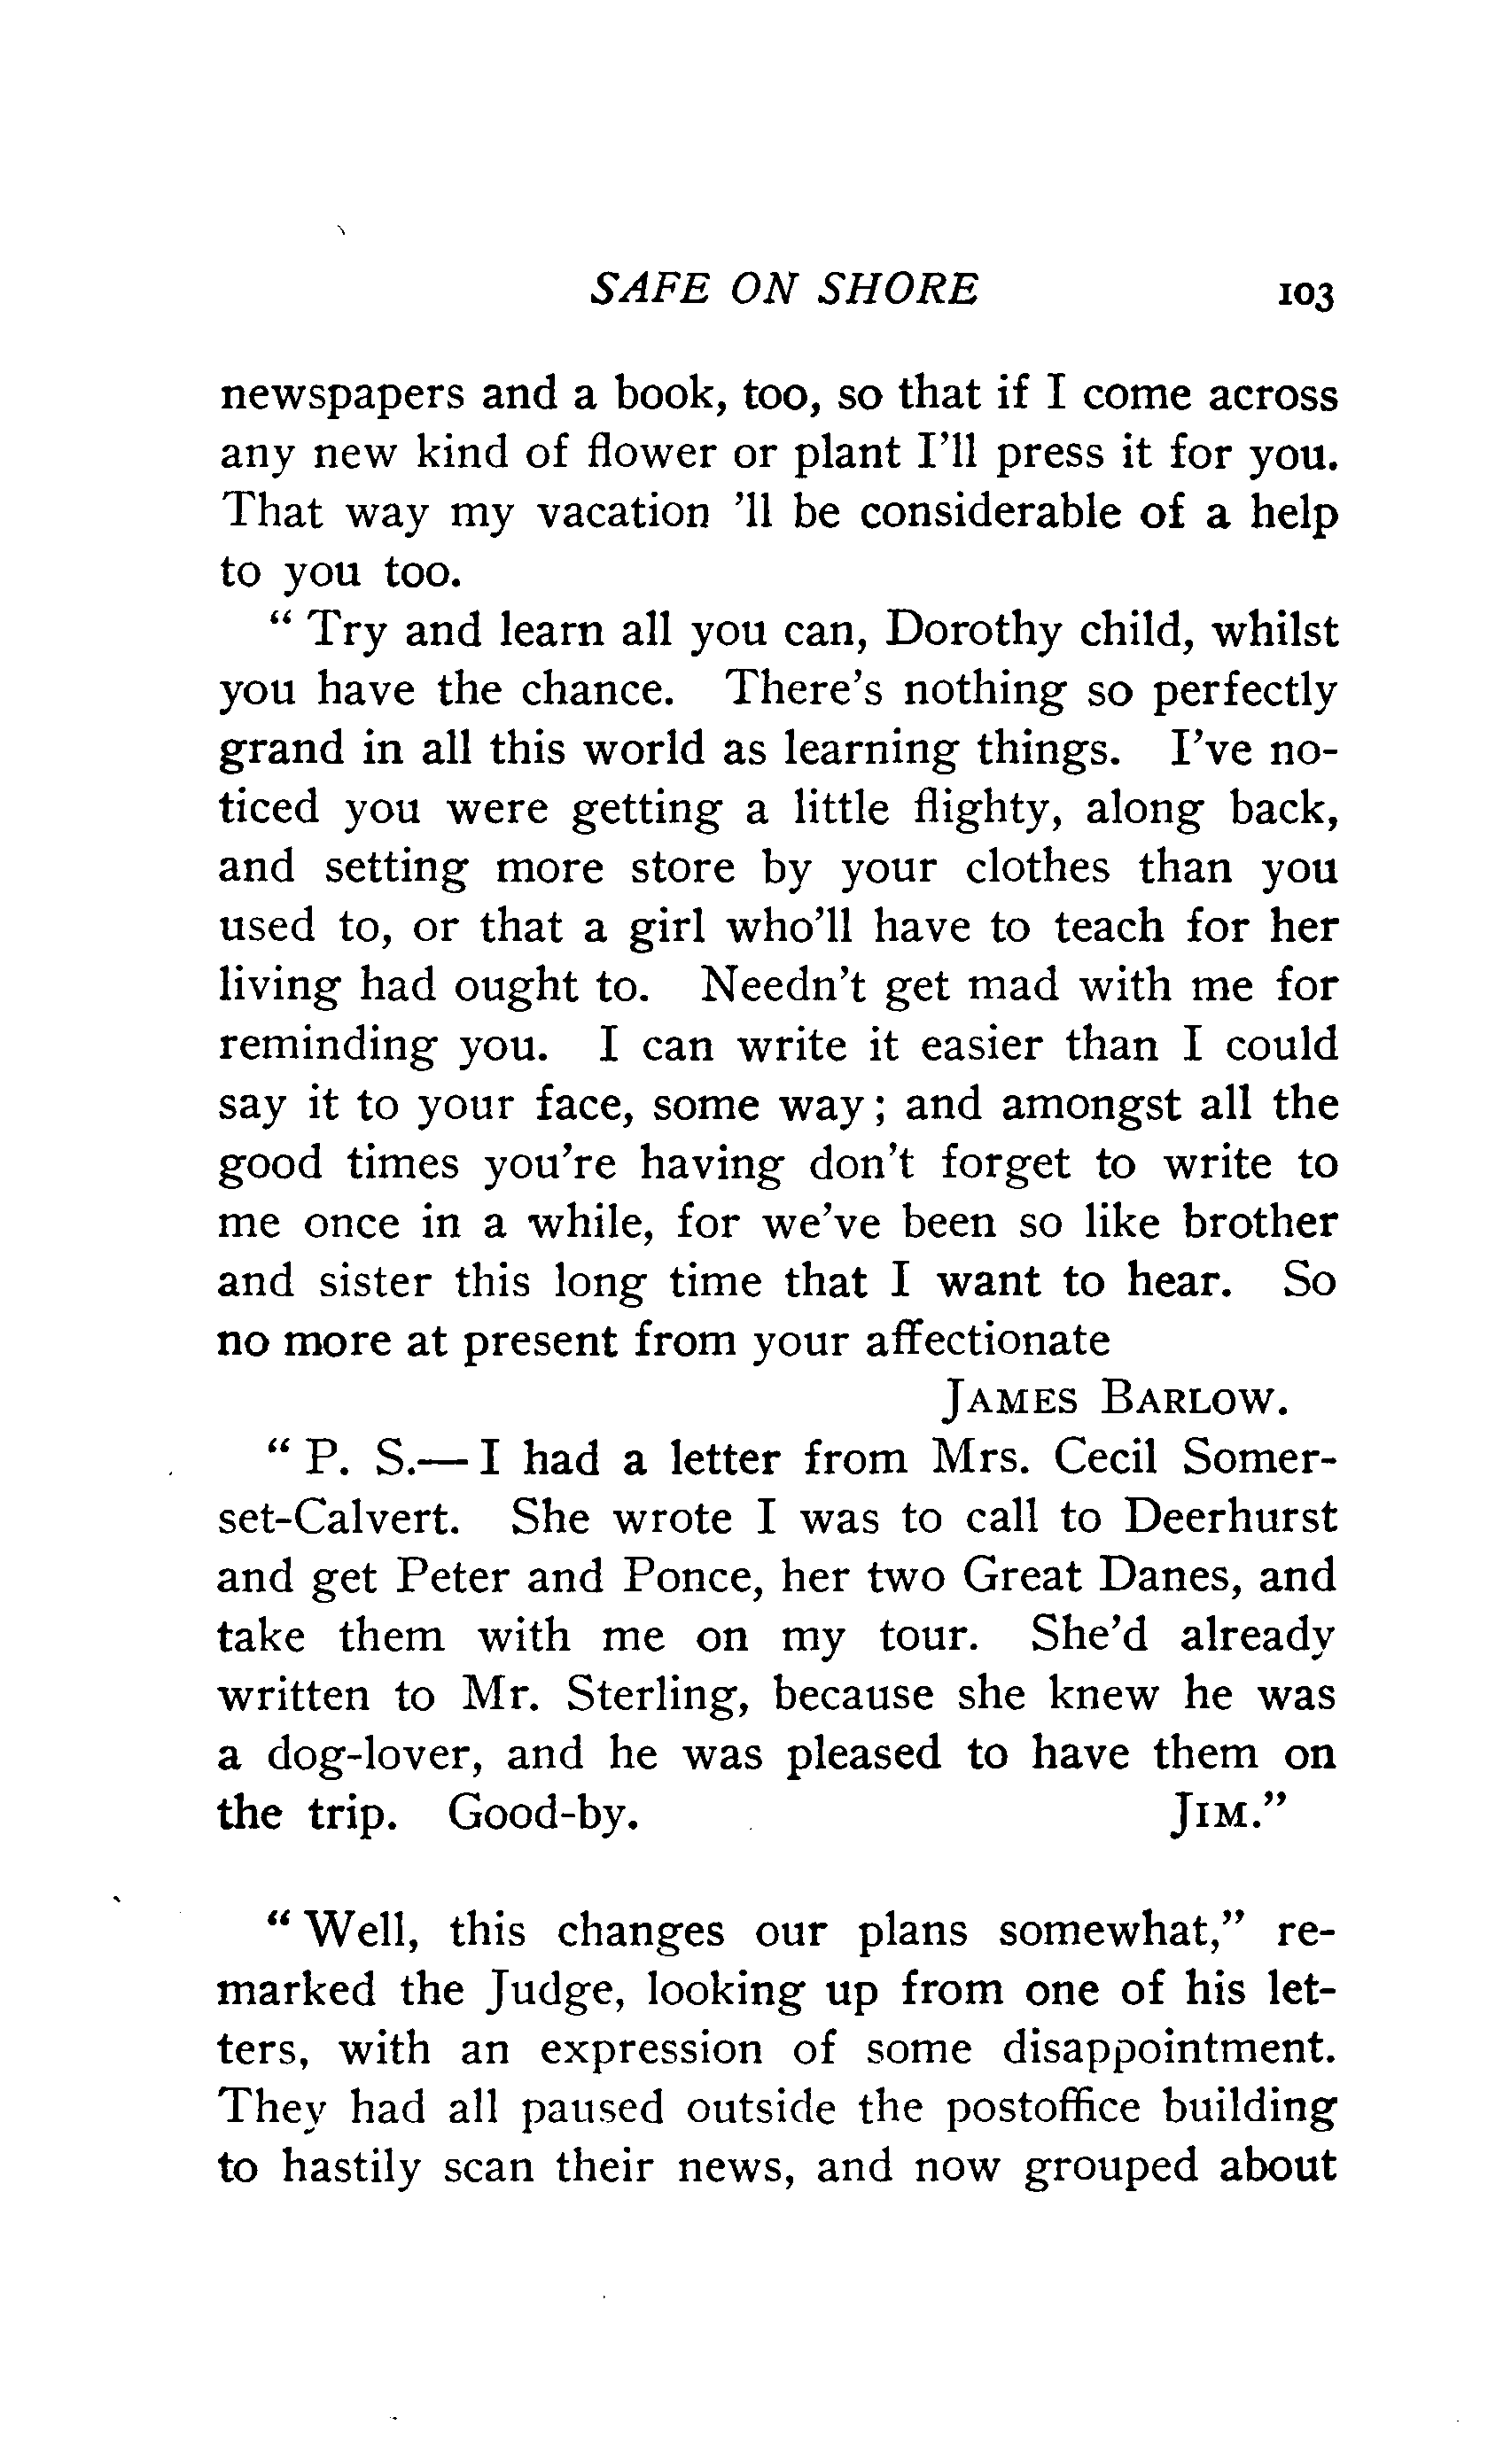 SAFE ON SHORE 103
newspapers and a book, too, so that if I come across
any new kind of flower or plant I'll press it for you.
That way my vacation 'll be considerable of a help
to you too.
" Try and learn all you can, Dorothy child, whilst
you have the chance. There's nothing so perfectly
grand in all this world as learning things. I've no-
ticed you were getting a little flighty, along back,
and setting more store by your clothes than you
used to, or that a girl who'll have to teach for her
living had ought to. Needn't get mad with me for
reminding you. I can write it easier than I could
say it to your face, some way; and amongst all the
good times you're having don't forget to write to
me once in a while, for we've been so like brother
and sister this long time that I want to hear. So
no more at present from your affectionate
JAMES BARLOW.
" P. S.— I had a letter from Mrs. Cecil Somer-
set-Calvert. She wrote I was to call to Deerhurst
and get Peter and Ponce, her two Great Danes, and
take them with me on my tour. She'd already
written to Mr. Sterling, because she knew he was
a dog-lover, and he was pleased to have them on
the trip. Good-by. JIM."
" Well, this changes our plans somewhat," re-
marked the Judge, looking up from one of his let-
ters, with an expression of some disappointment.
They had all paused outside the postoffice building
to hastily scan their news, and now grouped about